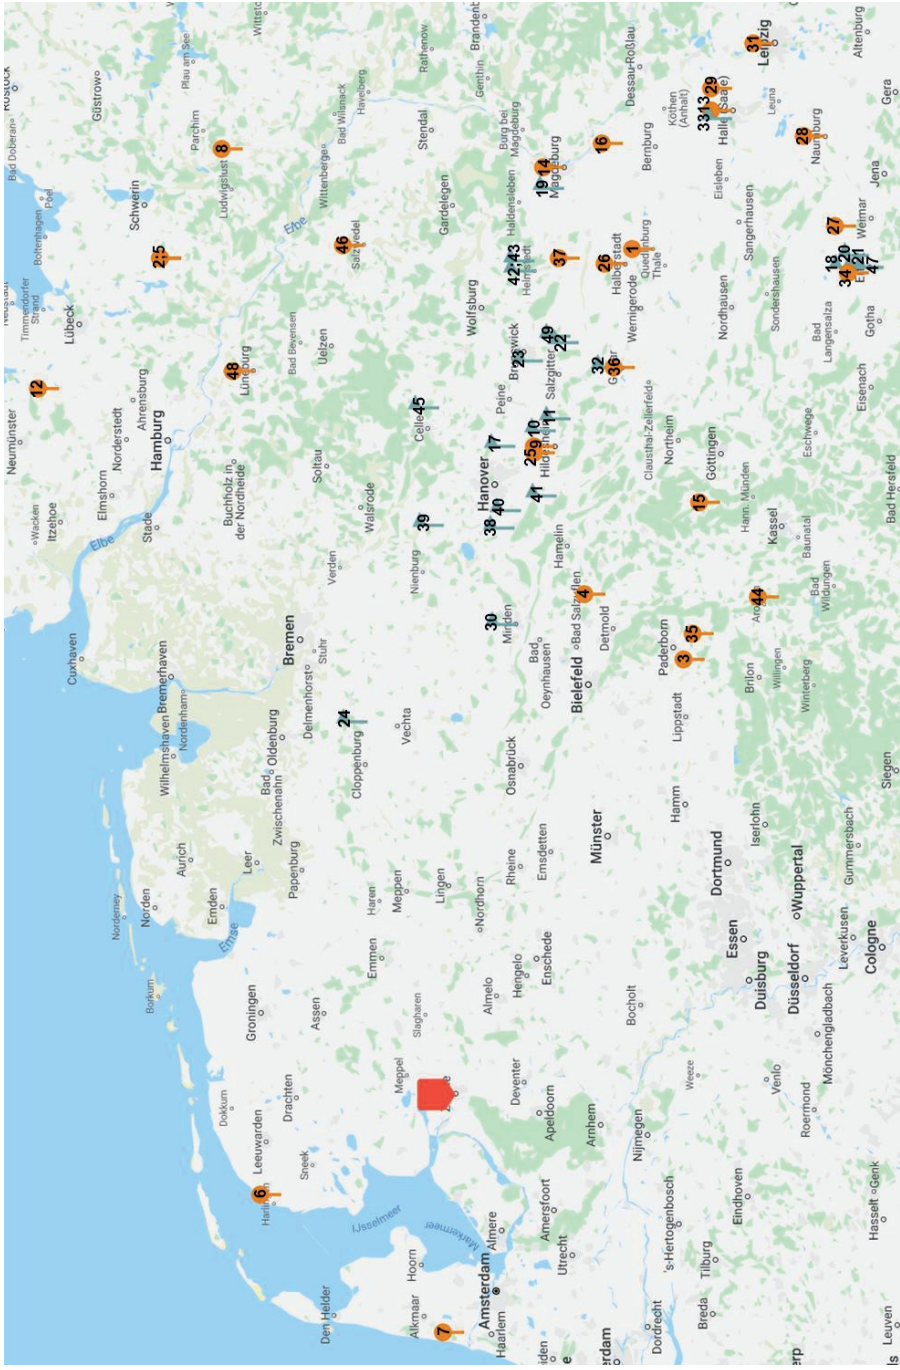 Neumünster
Bad Doberan
12
Wacken
Timmendorfer
Strand
Boltenhagen
Poel
Itzehoe
Cuxhaven
Lübeck
Elmshorn
Elbe
Güstrow
Norderney
Norderstedt
Ahrensburg
Schwerin
Norden
Stade
Hamburg
2;5
Borkum
Wilhelmshaven
Bremerhaven
Aurich
Nordenham
Plau am See
Parchim
Emden
8
Dokkum
Emse
Ludwigslust
Buchholz in
der Nordheide
48
Lüneburg
Leer
Groningen
6
Leeuwarden
Bad
Zwischenahn
Oldenburg
Bremen
Drachten
Papenburg
Bad Bevensen
Elbe
Sneek
Delmenhorst
Stuhr
Assen
Soltau
Uelzen
Wittenberge
Den Helder
Verden
Bad Wilsnack
24
46
Salzwedel
Cloppenburg
Havelberg
Walsrode
IJsselmeer
Emmen
Haren
Meppen
Meppel
Vechta
Hoorn
Alkmaar
Slagharen
Nienburg
39
Celle
45
Stendal
Rathenow
Markermeer
7
Lingen
Gardelegen
Wolfsburg
Nordhorn
Genthin
Amsterdam
Almere
Almelo
Hanover
38
40
30
Minden
17
Haarlem
Peine
Osnabrück
Rheine
Hengelo
Deventer
42;43
Helmstedt
Haldensleben
Burg bei
Magdeburg
23
Bad
Oeynhausen
25
9
10
11
41
Enschede
Emsdetten
Apeldoorn
Amersfoort
49
22
Salzgitter
19
14
Magdeburg
Hamelin
37
Utrecht
Bielefeld
Bad Salzuflen
4
Arnhem
Münster
Detmold
32
36
26
Halberstadt
16
Dordrecht
Nijmegen
Bocholt
1
Wernigerode
Quedlinburg
Thale
Dessau-Roßlau
Bernburg
Clausthal-Zellerfeld
's-Hertogenbosch
Paderborn
Northeim
Köthen
(Anhalt)
Hamm
Lippstadt
3
35
15
Weeze
Breda
Tilburg
Göttingen
33
13
29
Halle (Saale)
Dortmund
Eindhoven
Essen
Eisleben
Nordhausen
Hann. Münden
Sangerhausen
Brilon
Iserlohn
Duisburg
44
31
Leipzig
Kassel
Venlo
Willingen
Leuna
Sondershausen
Düsseldorf
Wuppertal
Roermond
Winterberg
Baunatal
Eschwege
28
Naumburg
Mönchengladbach
Bad
Wildungen
Bad
Langensalza
18
34
20
21
47
27
Weimar
Leverkusen
Gummersbach
Cologne
Eisenach
Gotha
Altenburg
Hasselt
Genk
Jena
Leuven
Siegen
Bad Hersfeld
Gera